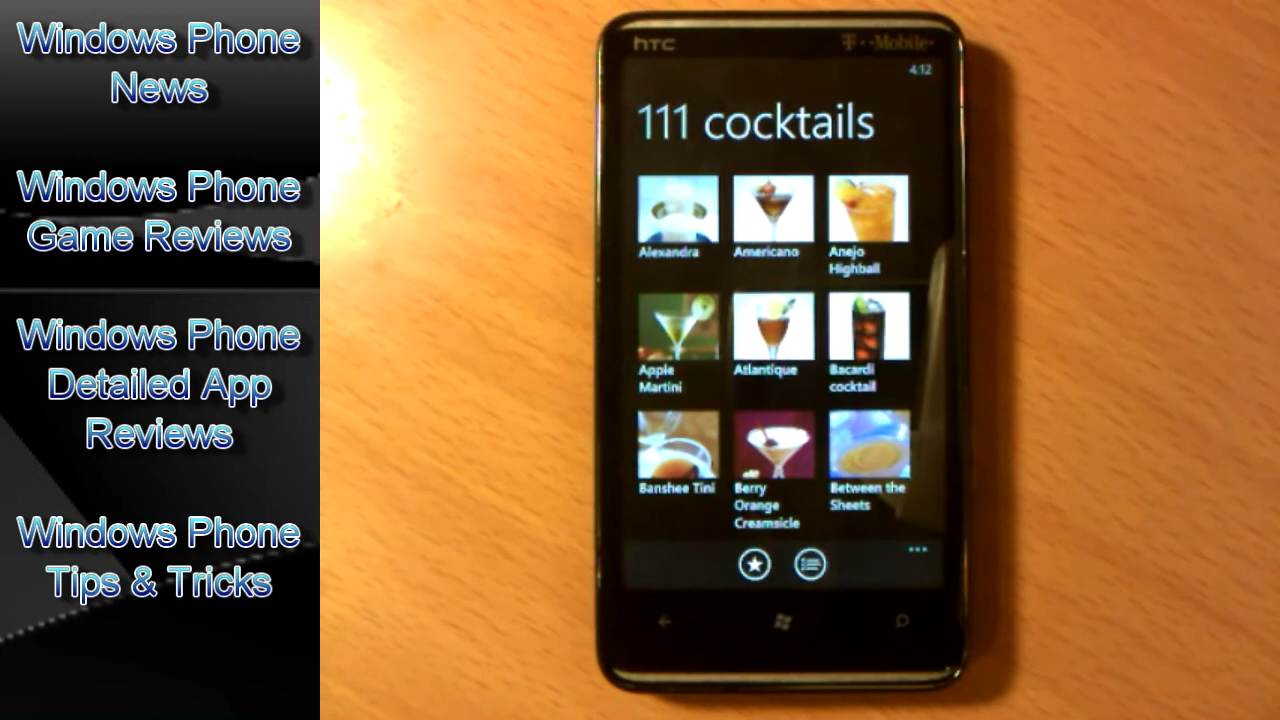 Windows Phone
News
Windows Phone
Game Reviews
Windows Phone
Detailed App
Reviews
Windows Phone
Tips & Tricks
hTC
T••Mobile•
4:12
111 cocktails
Alexandra
Americano
Anejo
Highball
Apple
Martini
Atlantique
Bacardi
cocktail
Banshee Tini
Berry
Orange
Creamsicle
Between the
Sheets